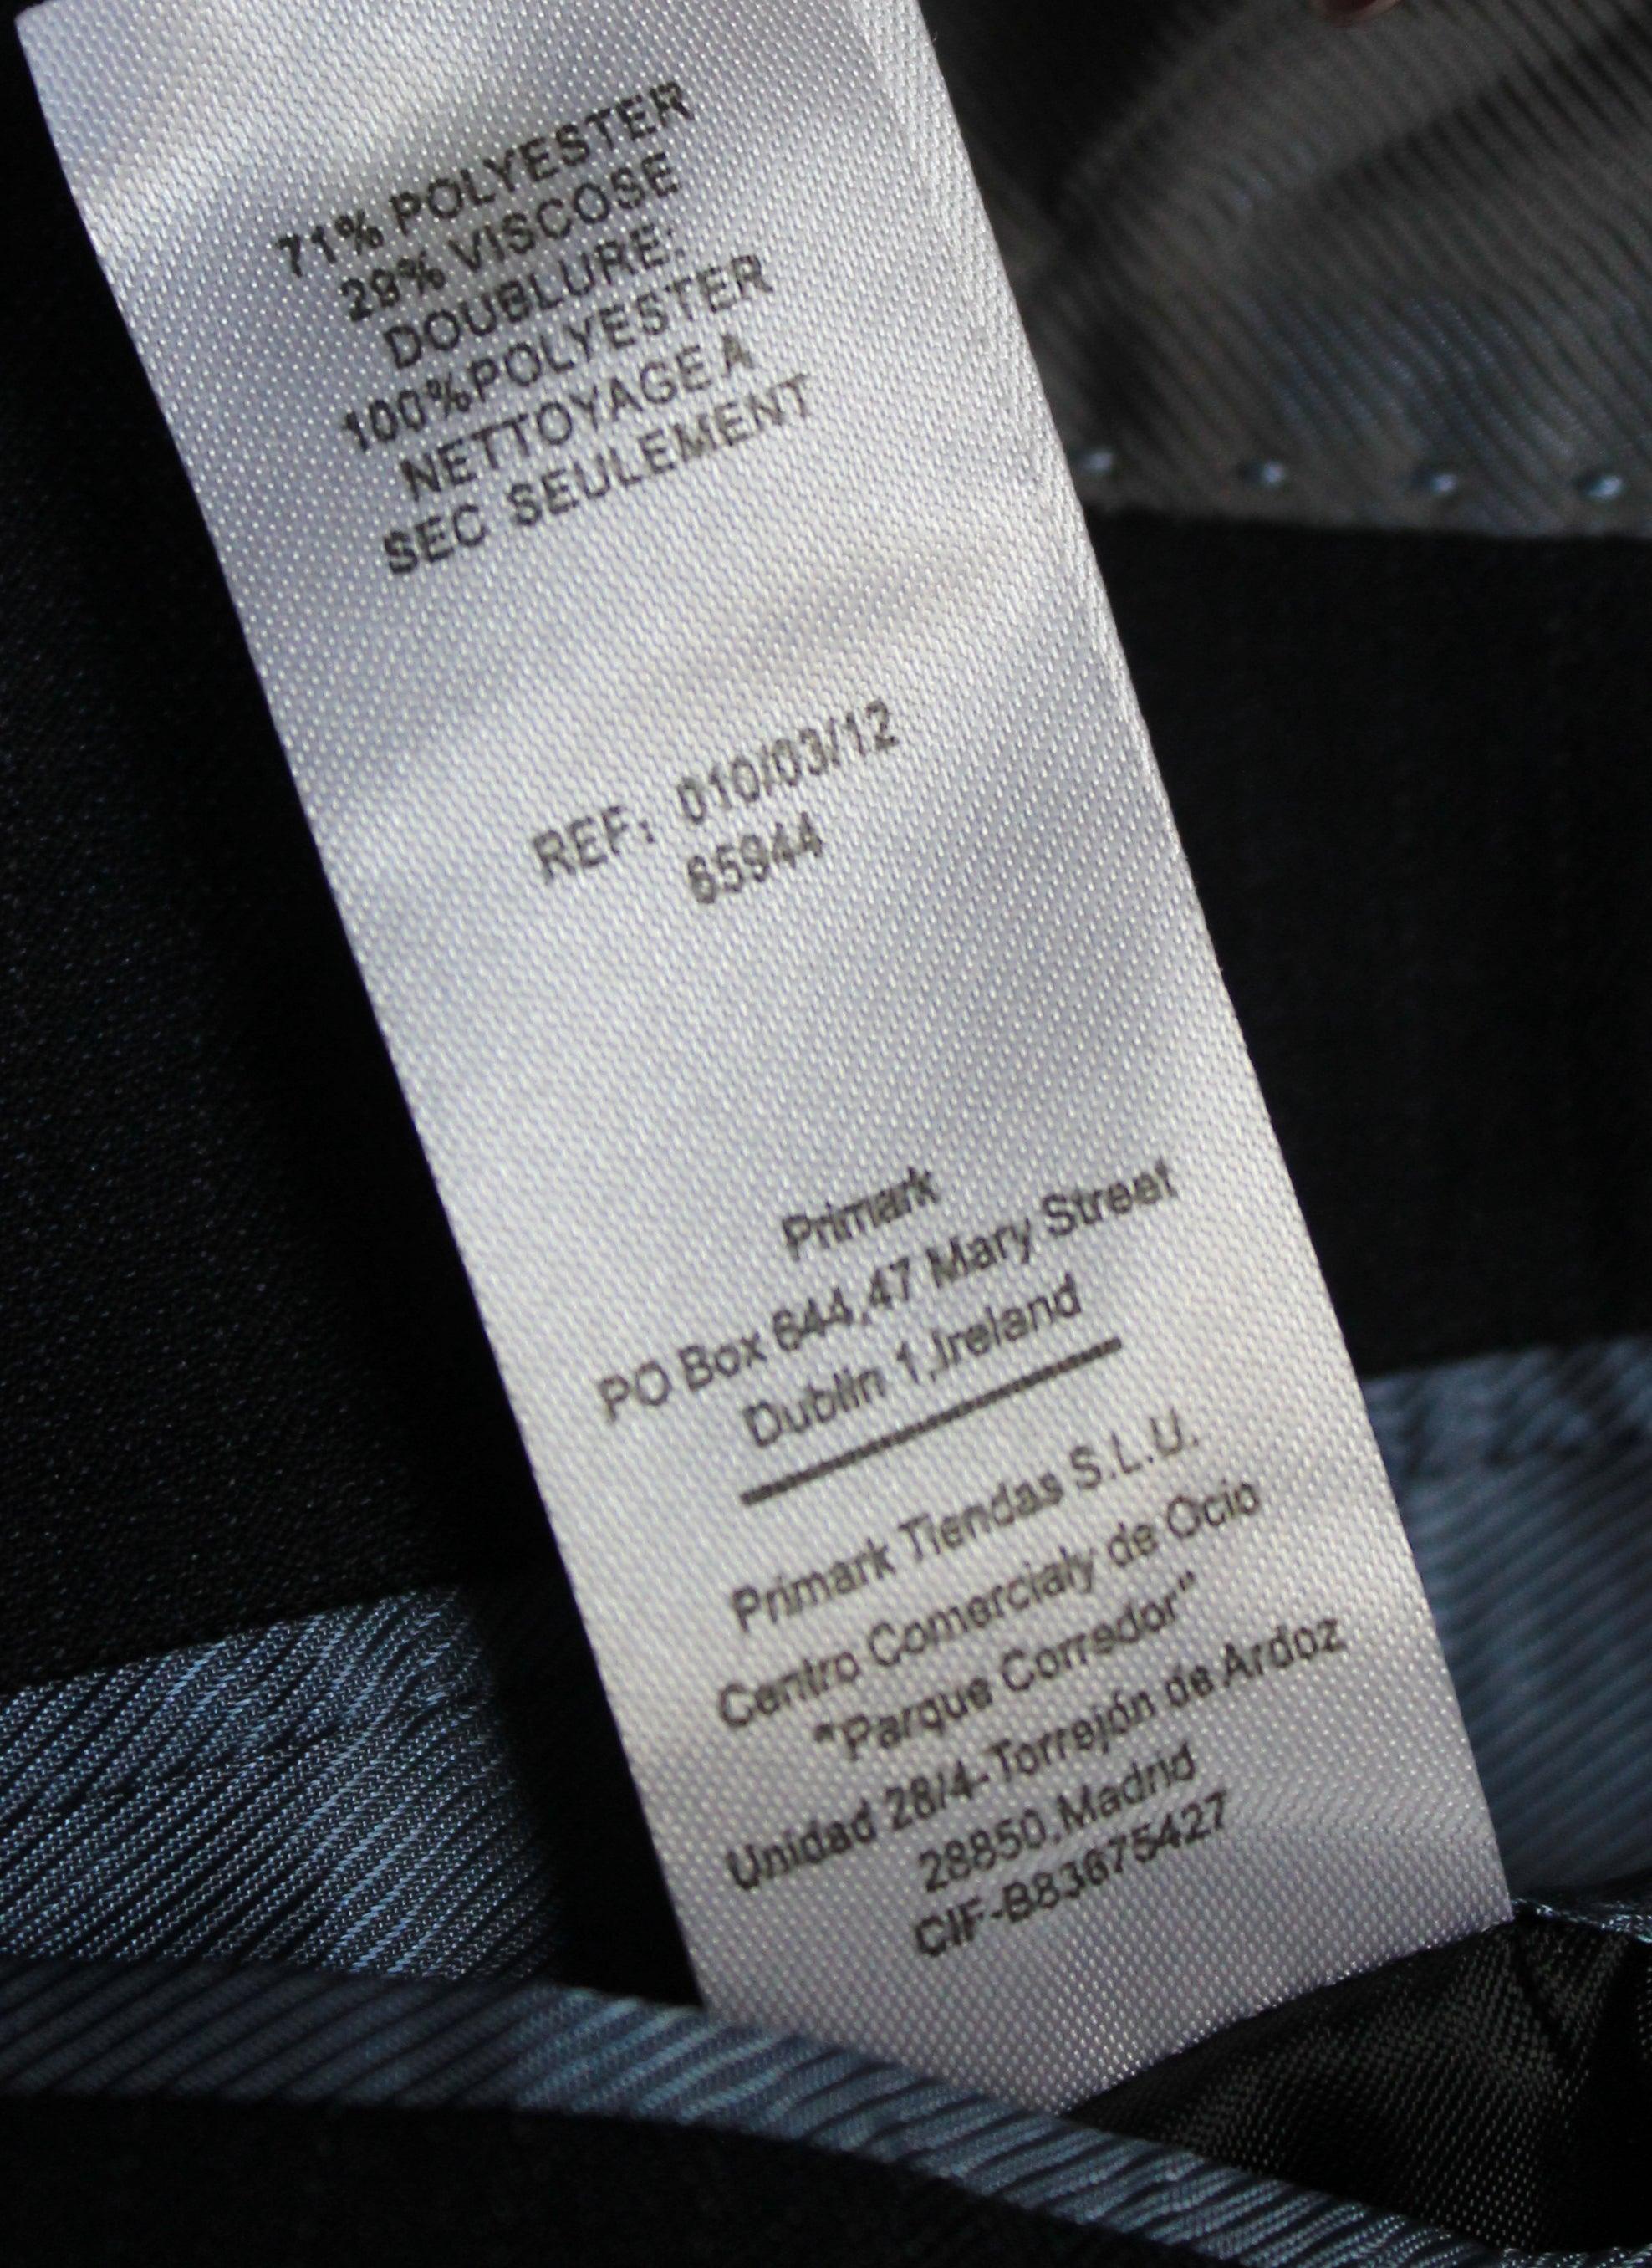 71% POLYESTER
29% VISCOSE
DOUBLURE:
100%POLYESTER
NETTOYAGE A
SEC SEULEMENT
REF: 010/03/12
65944
Primark
PO Box 644,47 Mary Street
Dublin 1,Ireland
Primark Tiendas S.L.U.
Centro Comercialy de Ocio
"Parque Corredor"
Unidad 28/4-Torrejón de Ardoz
28850,Madrid
CIF-B83675427